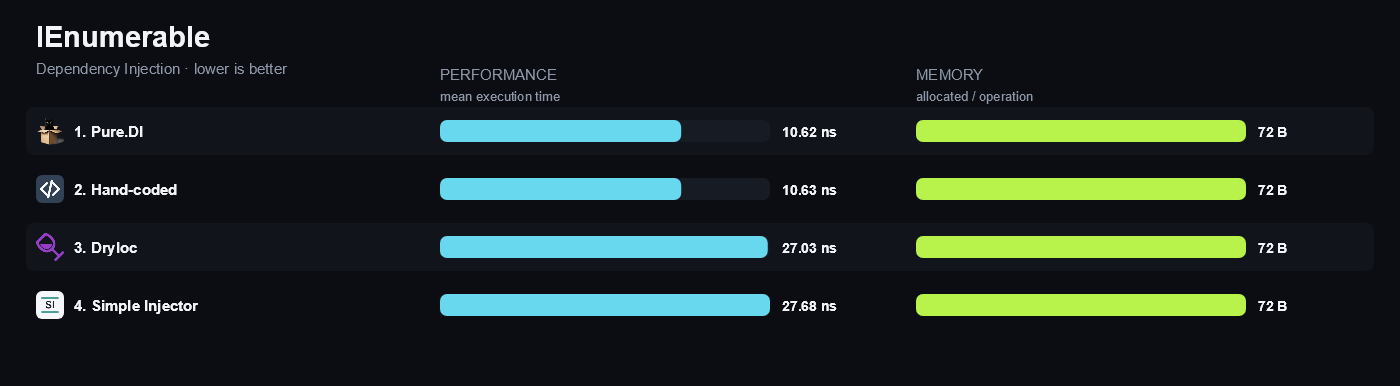 IEnumerable
Dependency Injection · lower is better
PERFORMANCE
mean execution time
MEMORY
allocated / operation
1. Pure.DI
10.62 ns
72 B
2. Hand-coded
10.63 ns
72 B
3. DryIoc
27.03 ns
72 B
SI
4. Simple Injector
27.68 ns
72 B